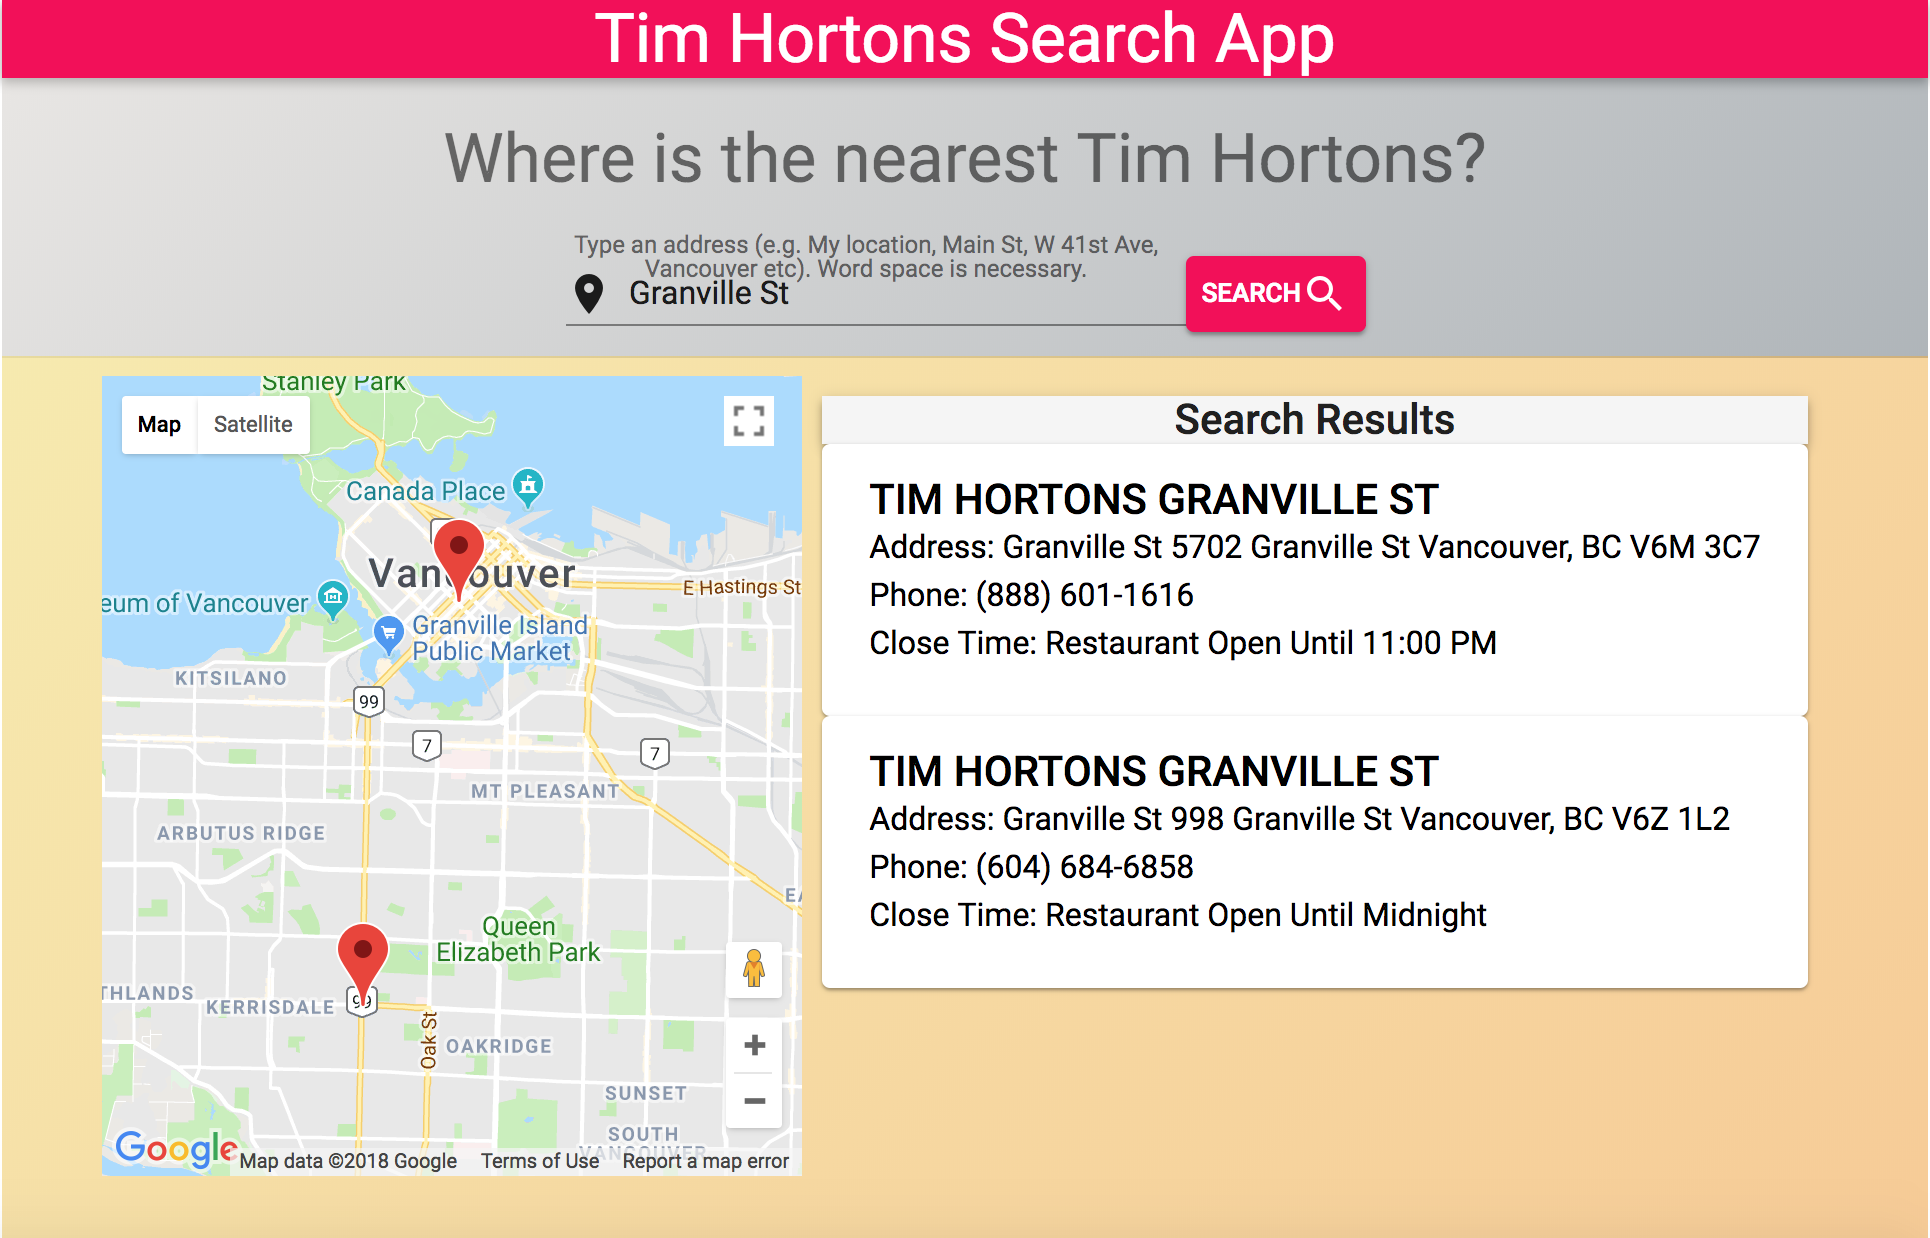 Tim Hortons Search App
Where is the nearest Tim Hortons?
Type an address (e.g. My location, Main St, W 41st Ave,
Vancouver etc). Word space is necessary.
Granville St
SEARCH
Stanley Park
Map
Satellite
Canada Place
Vancouver
E Hastings St
eum of Vancouver
Granville Island
Public Market
KITSILANO
99
7
7
MT PLEASANT
ARBUTUS RIDGE
EA
Queen
Elizabeth Park
THLANDS
KERRISDALE
99
Oak St
OAKRIDGE
SUNSET
SOUTH
VANCOUVER
Google
Map data ©2018 Google
Terms of Use
Report a map error
Search Results
TIM HORTONS GRANVILLE ST
Address: Granville St 5702 Granville St Vancouver, BC V6M 3C7
Phone: (888) 601-1616
Close Time: Restaurant Open Until 11:00 PM
TIM HORTONS GRANVILLE ST
Address: Granville St 998 Granville St Vancouver, BC V6Z 1L2
Phone: (604) 684-6858
Close Time: Restaurant Open Until Midnight